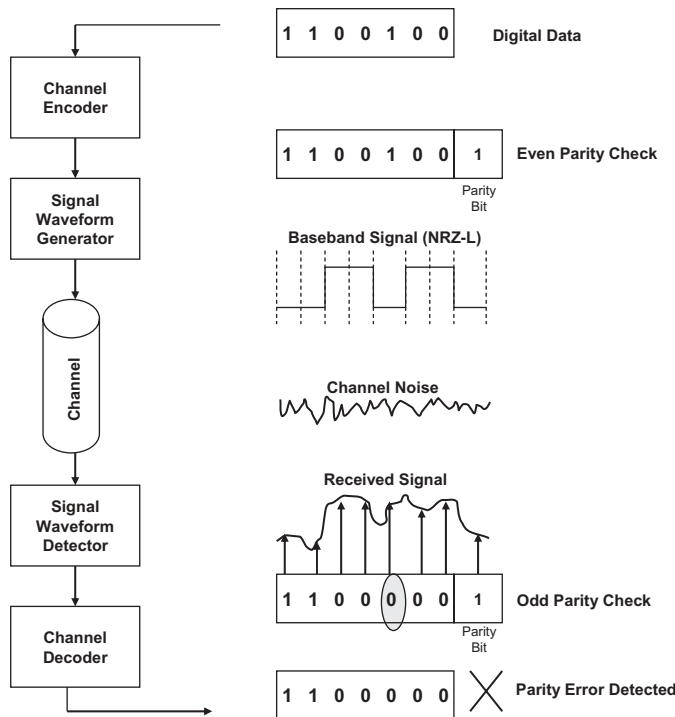 1 1 0 0 1 0 0
Digital Data
Channel
Encoder
1 1 0 0 1 0 0 1
Even Parity Check
Parity
Bit
Signal
Waveform
Generator
Baseband Signal (NRZ-L)
Channel
Channel Noise
Received Signal
Signal
Waveform
Detector
1 1 0 0 0 0 0 1
Odd Parity Check
Parity
Bit
Channel
Decoder
1 1 0 0 0 0 0
Parity Error Detected